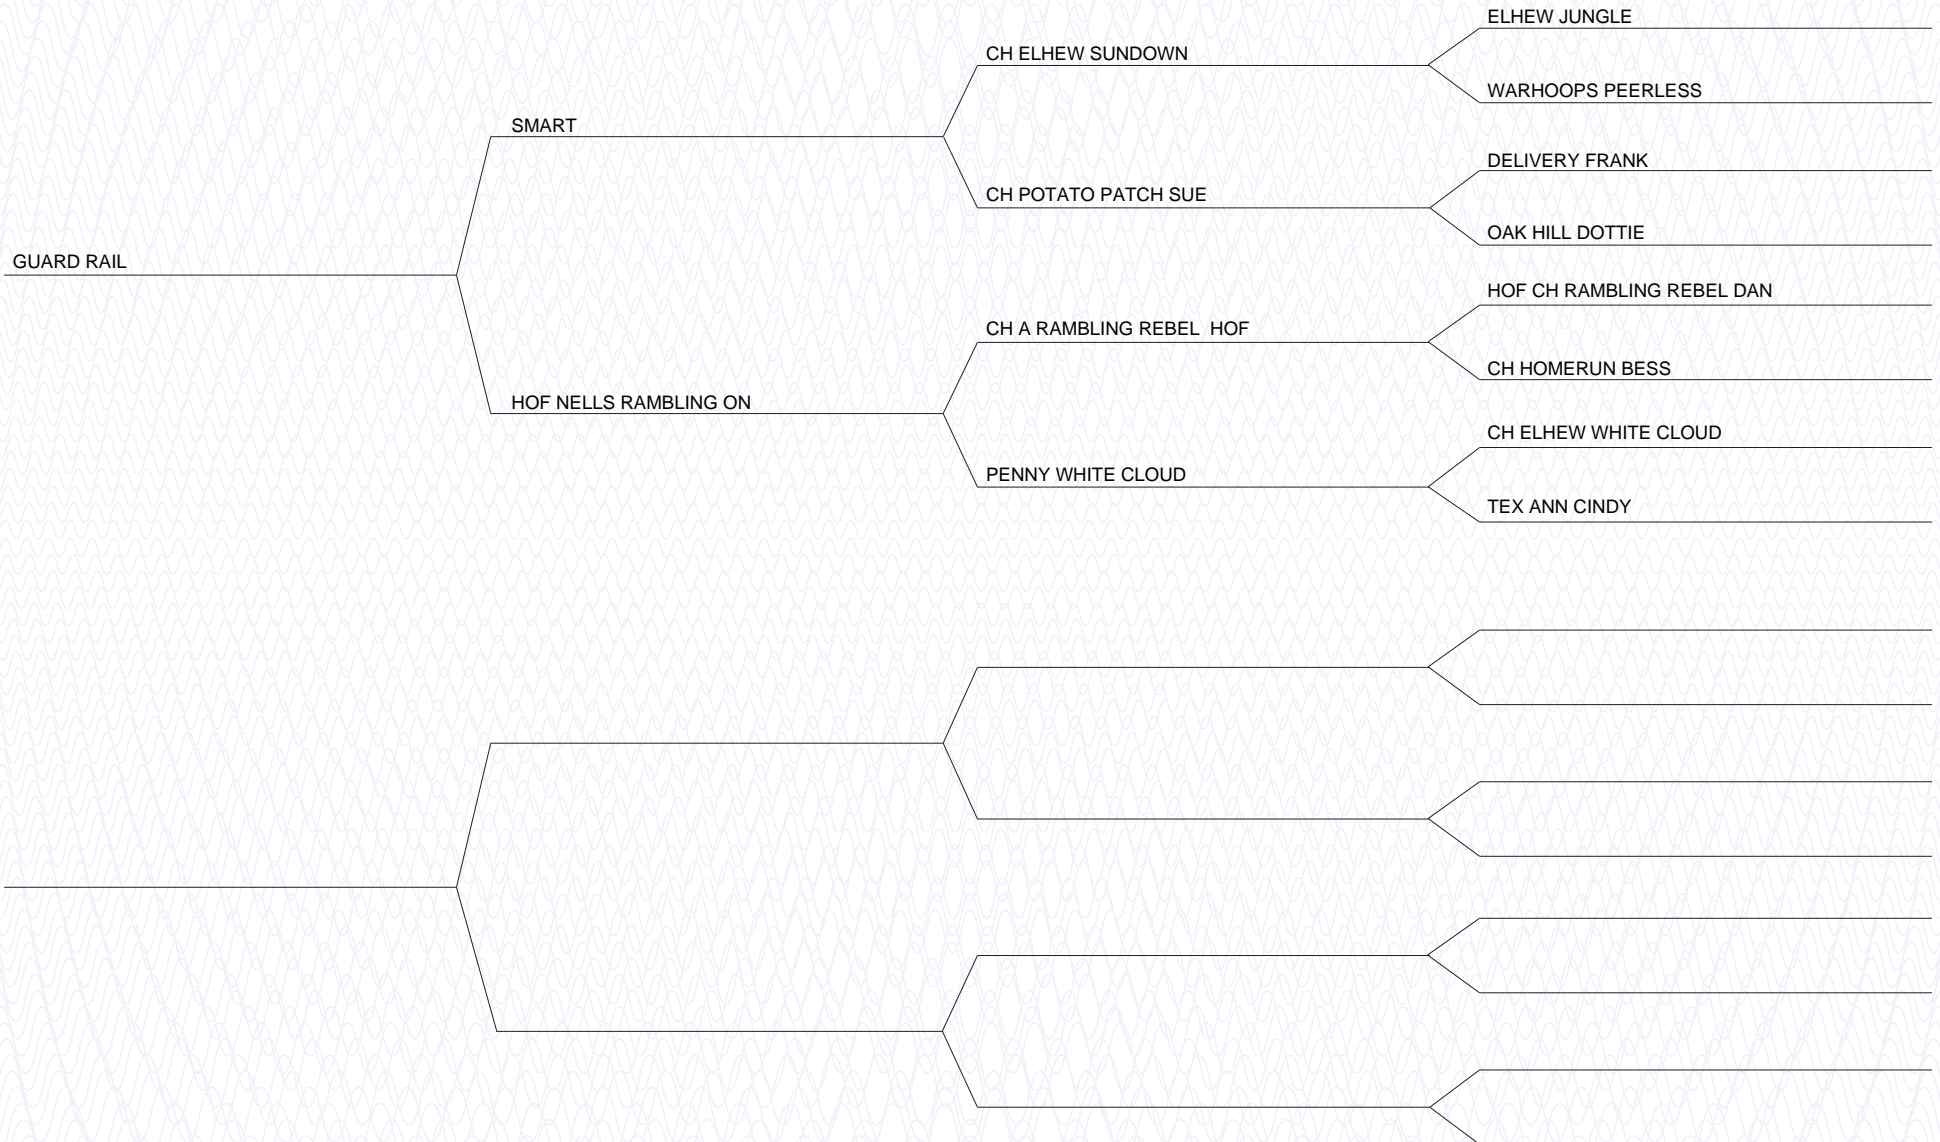 ELHEW JUNGLE
CH ELHEW SUNDOWN
WARHOOPS PEERLESS
SMART
DELIVERY FRANK
CH POTATO PATCH SUE
OAK HILL DOTTIE
GUARD RAIL
HOF CH RAMBLING REBEL DAN
CH A RAMBLING REBEL  HOF
CH HOMERUN BESS
HOF NELLS RAMBLING ON
CH ELHEW WHITE CLOUD
PENNY WHITE CLOUD
TEX ANN CINDY